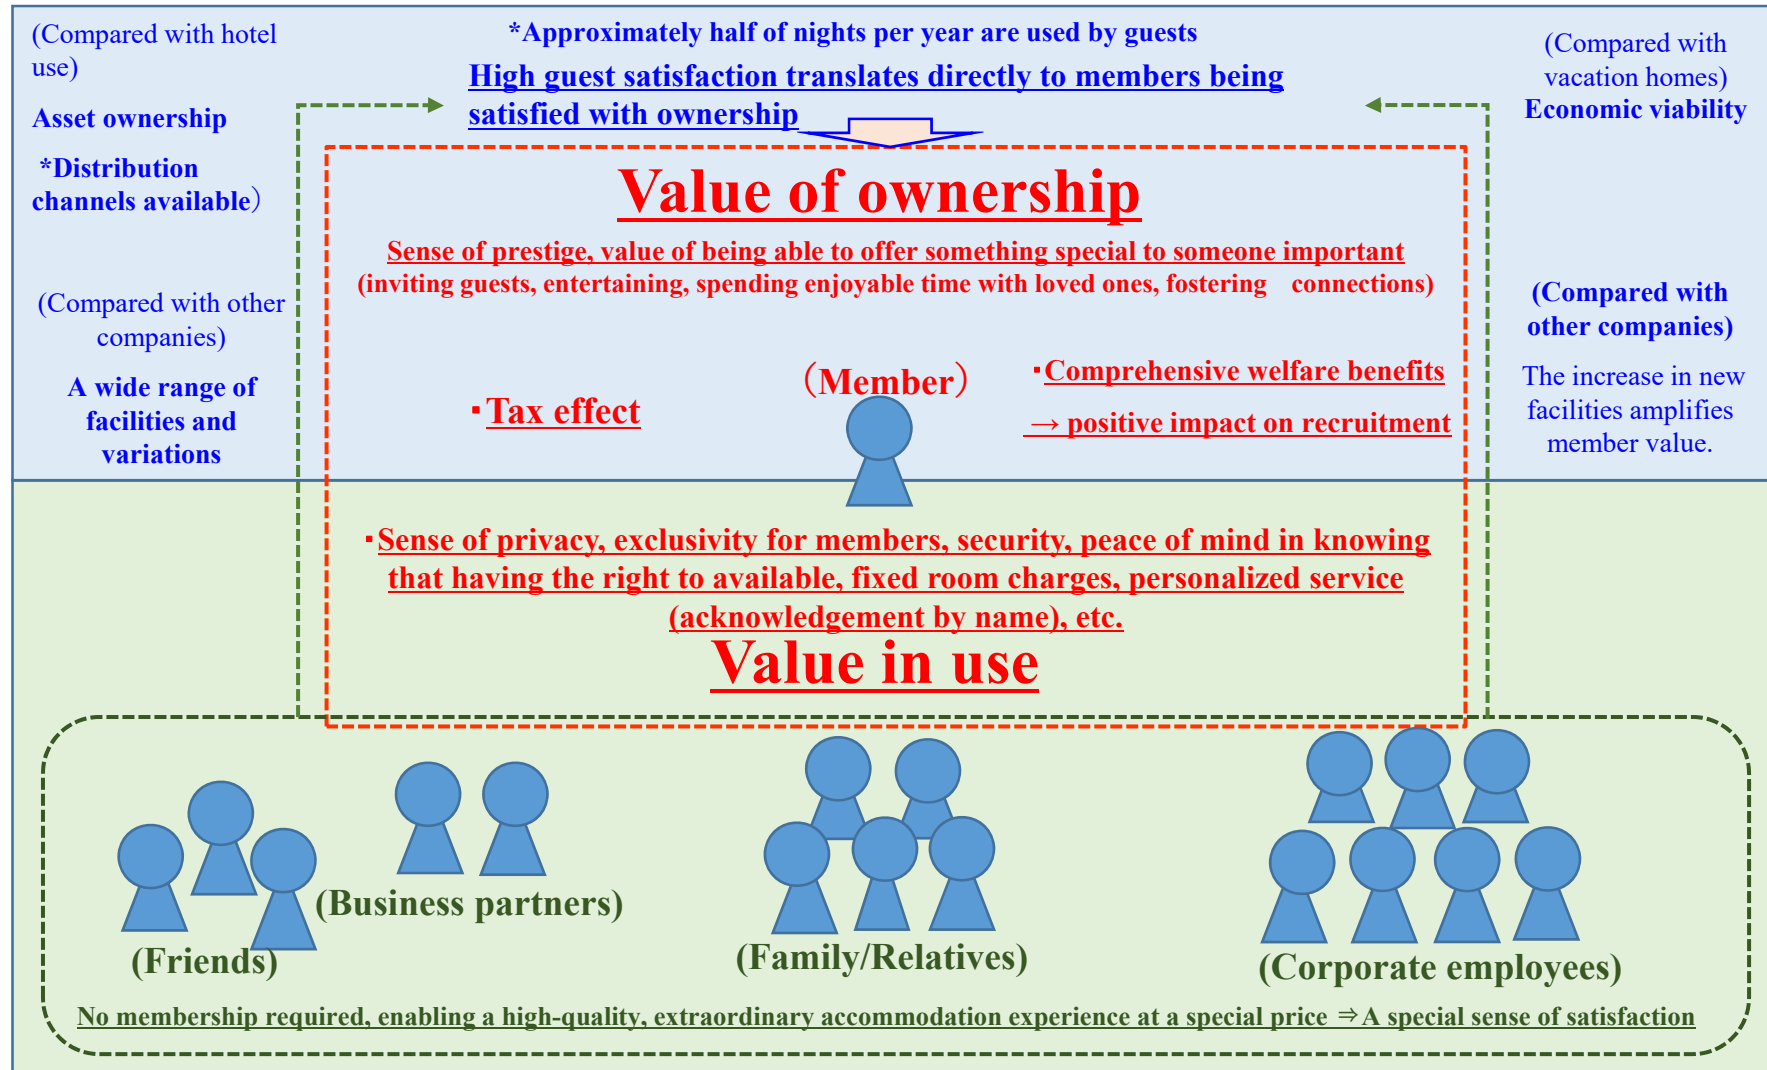 (Compared with hotel
use)
Asset ownership
*Distribution
channels available）
*Approximately half of nights per year are used by guests
High guest satisfaction translates directly to members being
satisfied with ownership
(Compared with
vacation homes)
Economic viability
Value of ownership
Sense of prestige, value of being able to offer something special to someone important
(inviting guests, entertaining, spending enjoyable time with loved ones, fostering　connections)
(Compared with other
companies)
A wide range of
facilities and
variations
(Compared with
other companies)
The increase in new
facilities amplifies
member value.
（Member）
・Tax effect
・Comprehensive welfare benefits
→ positive impact on recruitment
・Sense of privacy, exclusivity for members, security, peace of mind in knowing
that having the right to available, fixed room charges, personalized service
(acknowledgement by name), etc.
Value in use
(Friends)
(Business partners)
(Family/Relatives)
(Corporate employees)
No membership required, enabling a high-quality, extraordinary accommodation experience at a special price ⇒A special sense of satisfaction